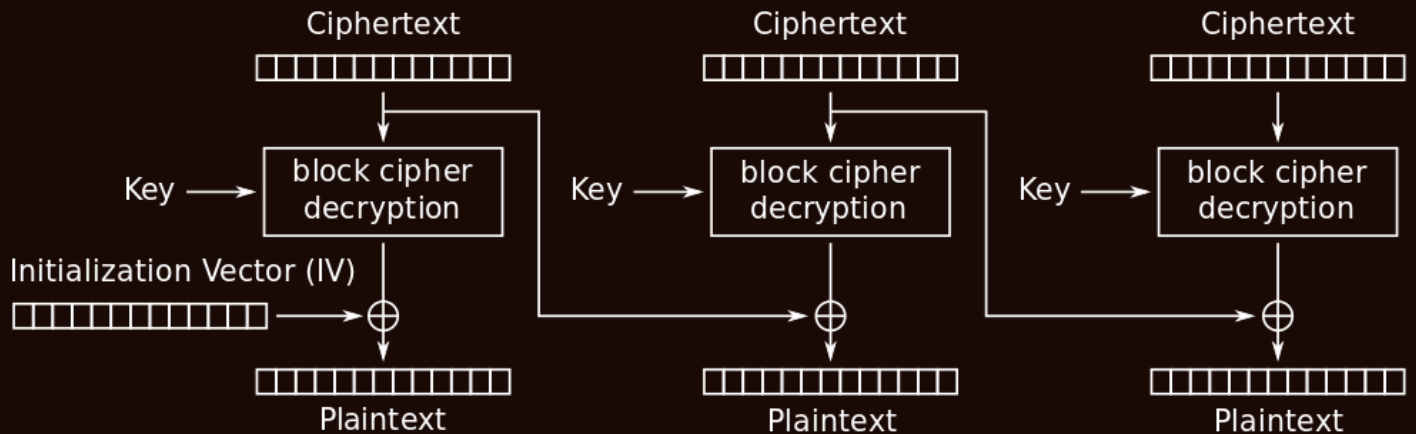 Ciphertext
Ciphertext
Ciphertext
block cipher
decryption
block cipher
decryption
block cipher
decryption
Key
Key
Key
Initialization Vector (IV)
Plaintext
Plaintext
Plaintext